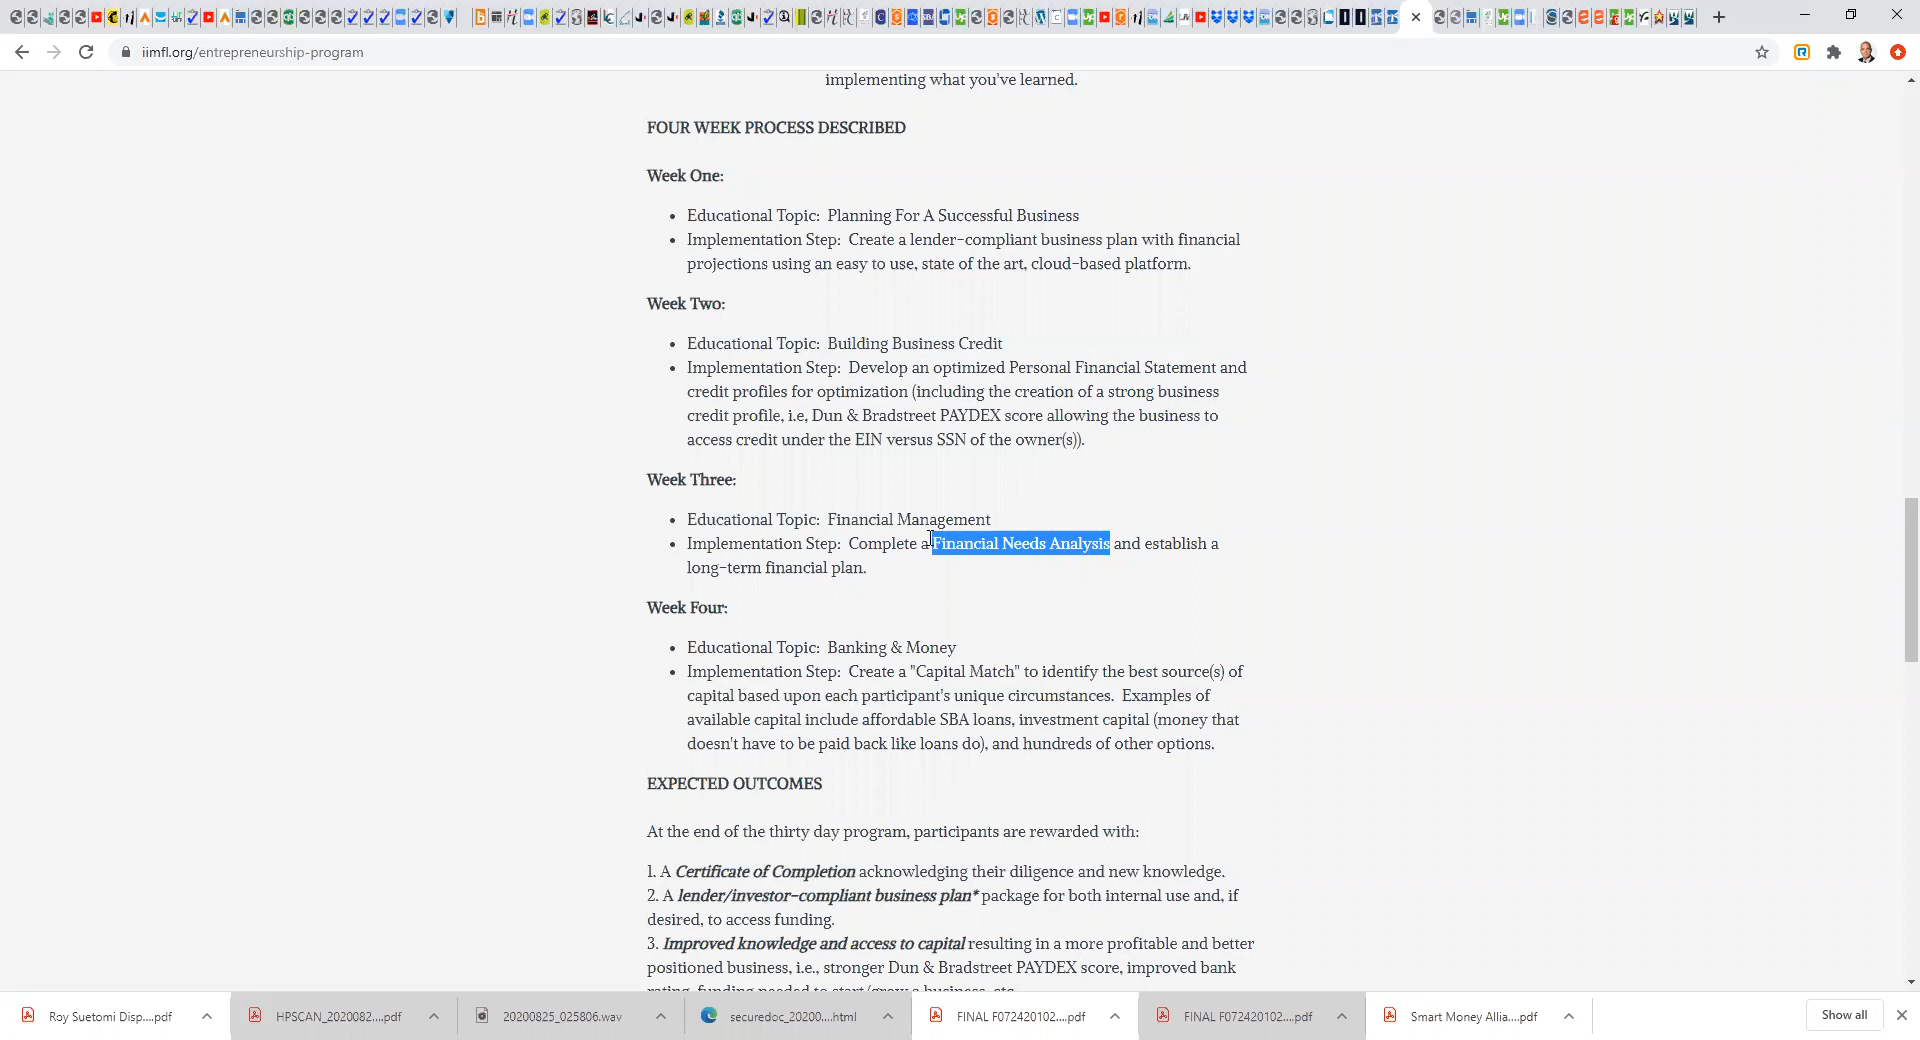 iimfl.org/entrepreneurship-program
implementing what you've learned.
FOUR WEEK PROCESS DESCRIBED
Week One:
• Educational Topic:  Planning For A Successful Business
• Implementation Step:  Create a lender-compliant business plan with financial
projections using an easy to use, state of the art, cloud-based platform.
Week Two:
• Educational Topic:  Building Business Credit
• Implementation Step:  Develop an optimized Personal Financial Statement and
credit profiles for optimization (including the creation of a strong business
credit profile, i.e, Dun & Bradstreet PAYDEX score allowing the business to
access credit under the EIN versus SSN of the owner(s)).
Week Three:
• Educational Topic:  Financial Management
• Implementation Step:  Complete a Financial Needs Analysis and establish a
long-term financial plan.
Week Four:
• Educational Topic:  Banking & Money
• Implementation Step:  Create a "Capital Match" to identify the best source(s) of
capital based upon each participant's unique circumstances.  Examples of
available capital include affordable SBA loans, investment capital (money that
doesn't have to be paid back like loans do), and hundreds of other options.
EXPECTED OUTCOMES
At the end of the thirty day program, participants are rewarded with:
1. A Certificate of Completion acknowledging their diligence and new knowledge.
2. A lender/investor-compliant business plan* package for both internal use and, if
desired, to access funding.
3. Improved knowledge and access to capital resulting in a more profitable and better
positioned business, i.e., stronger Dun & Bradstreet PAYDEX score, improved bank
rating, funding needed to start/grow a business, etc.
Roy Suetomi Disp....pdf
HPSCAN_2020082....pdf
20200825_025806.wav
securedoc_20200....html
FINAL F072420102....pdf
FINAL F072420102....pdf
Smart Money Allia....pdf
Show all